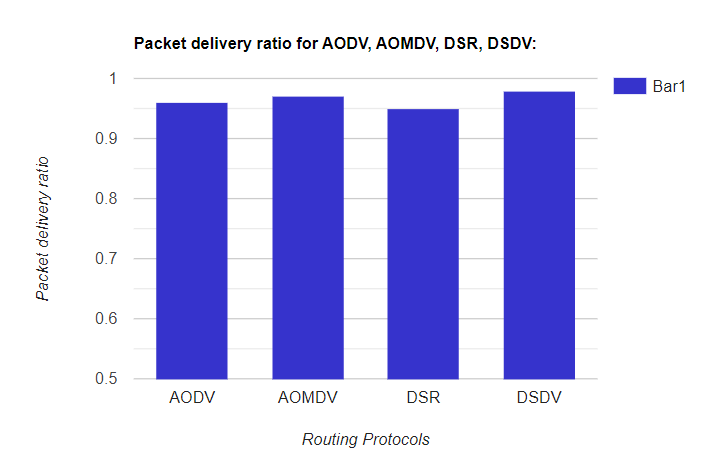 Packet delivery ratio for AODV, AOMDV, DSR, DSDV:
Bar1
Packet delivery ratio
1
0.9
0.8
0.7
0.6
0.5
AODV AOMDV DSR DSDV
Routing Protocols